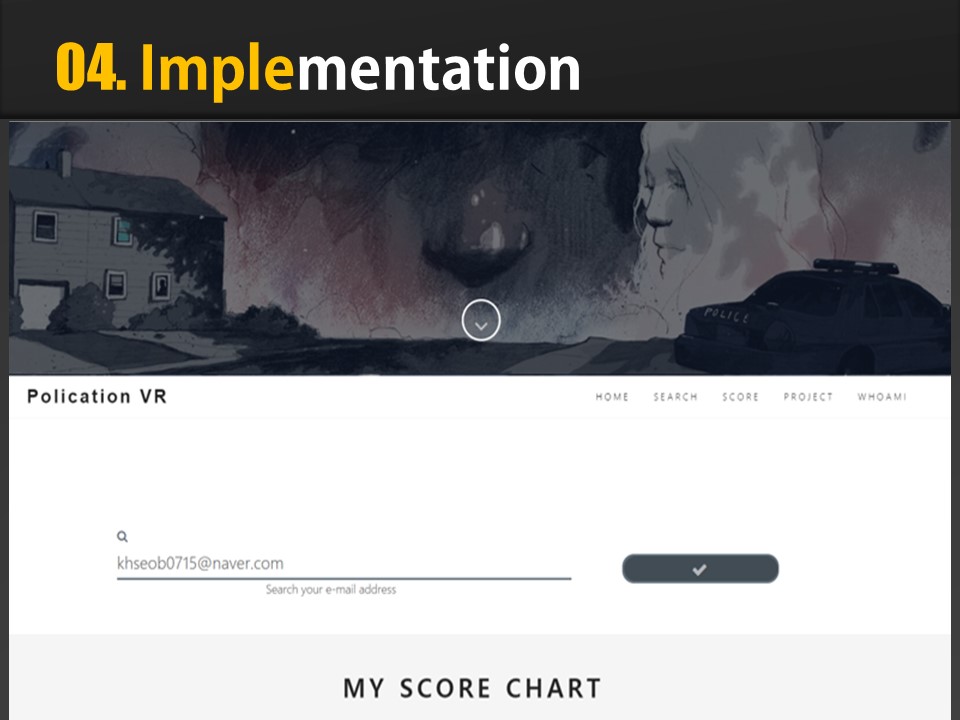 04. Implementation
POLICE
Polication VR
HOME SEARCH SCORE PROJECT WHOAMI
khseob0715@naver.com
Search your e-mail address
MY SCORE CHART